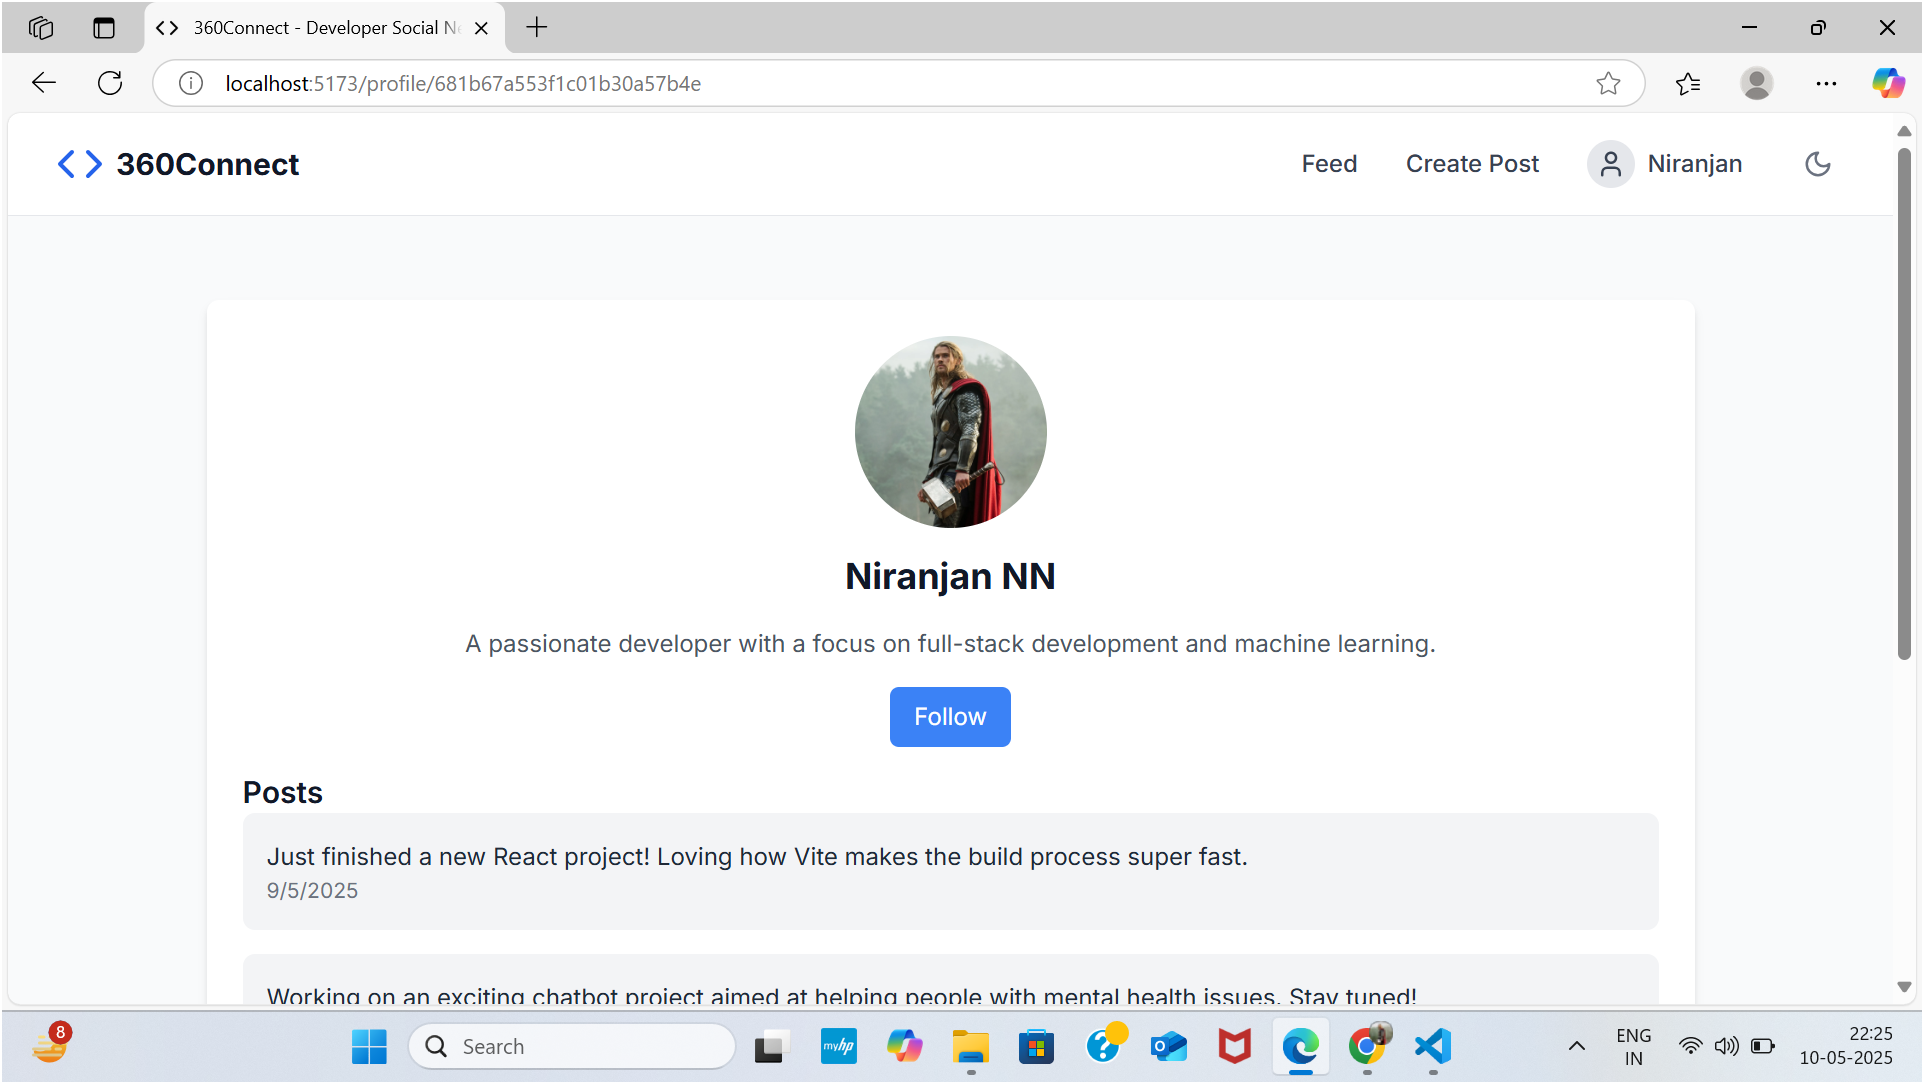 360Connect - Developer Social N
localhost:5173/profile/681b67a553f1c01b30a57b4e
360Connect
Feed
Create Post
Niranjan
Niranjan NN
A passionate developer with a focus on full-stack development and machine learning.
Follow
Posts
Just finished a new React project! Loving how Vite makes the build process super fast.
9/5/2025
Working on an exciting chatbot project aimed at helping people with mental health issues. Stay tuned!
8
Search
myhp
ENG
IN
22:25
10-05-2025